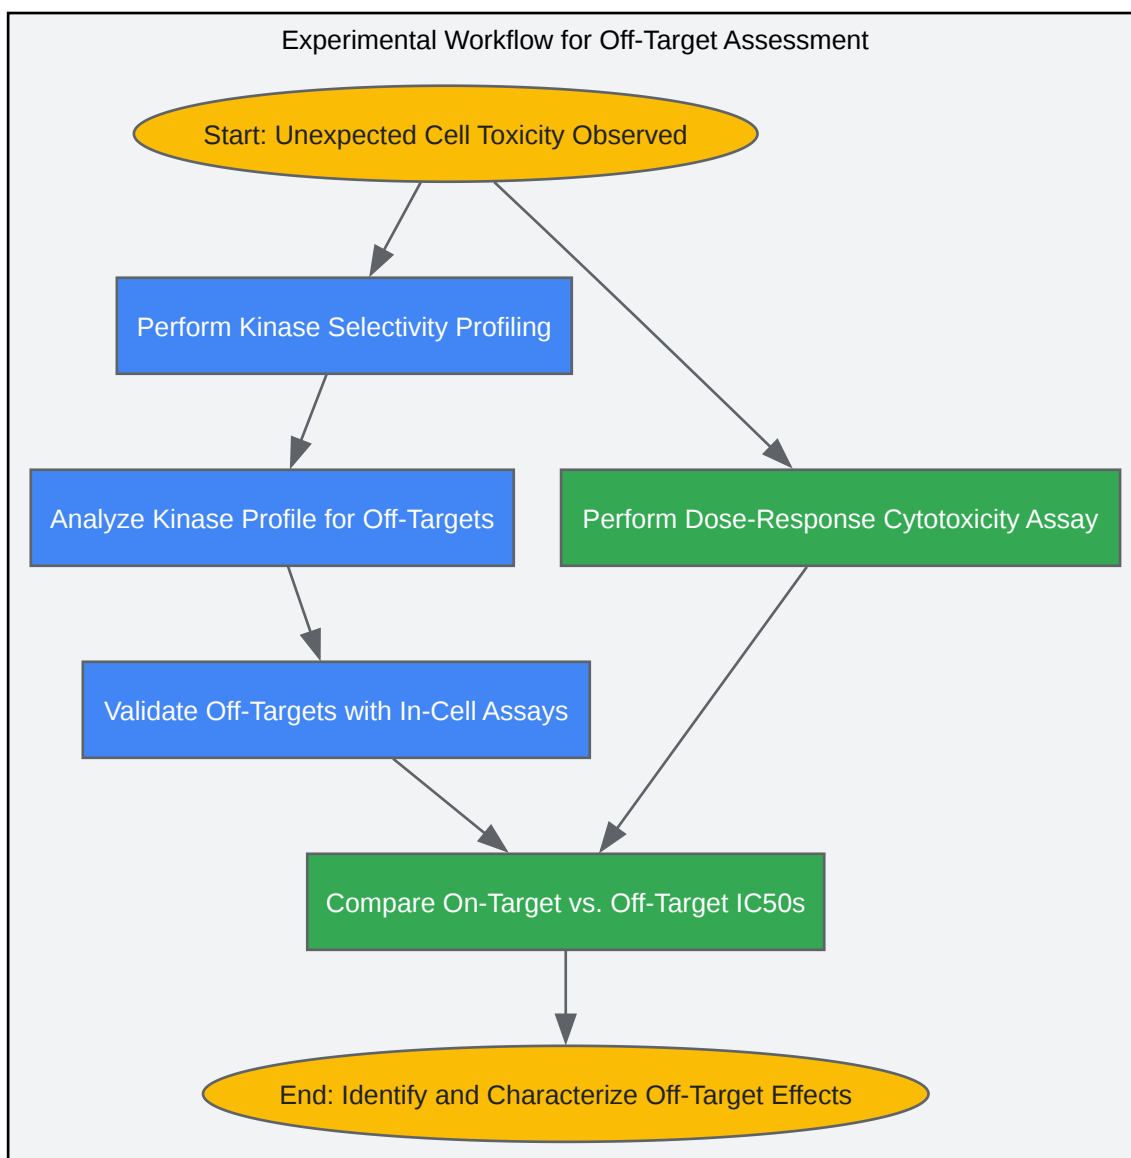 Experimental Workflow for Off-Target Assessment
Start: Unexpected Cell Toxicity Observed
Perform Kinase Selectivity Profiling
Analyze Kinase Profile for Off-Targets
Perform Dose-Response Cytotoxicity Assay
Validate Off-Targets with In-Cell Assays
Compare On-Target vs. Off-Target IC50s
End: Identify and Characterize Off-Target Effects